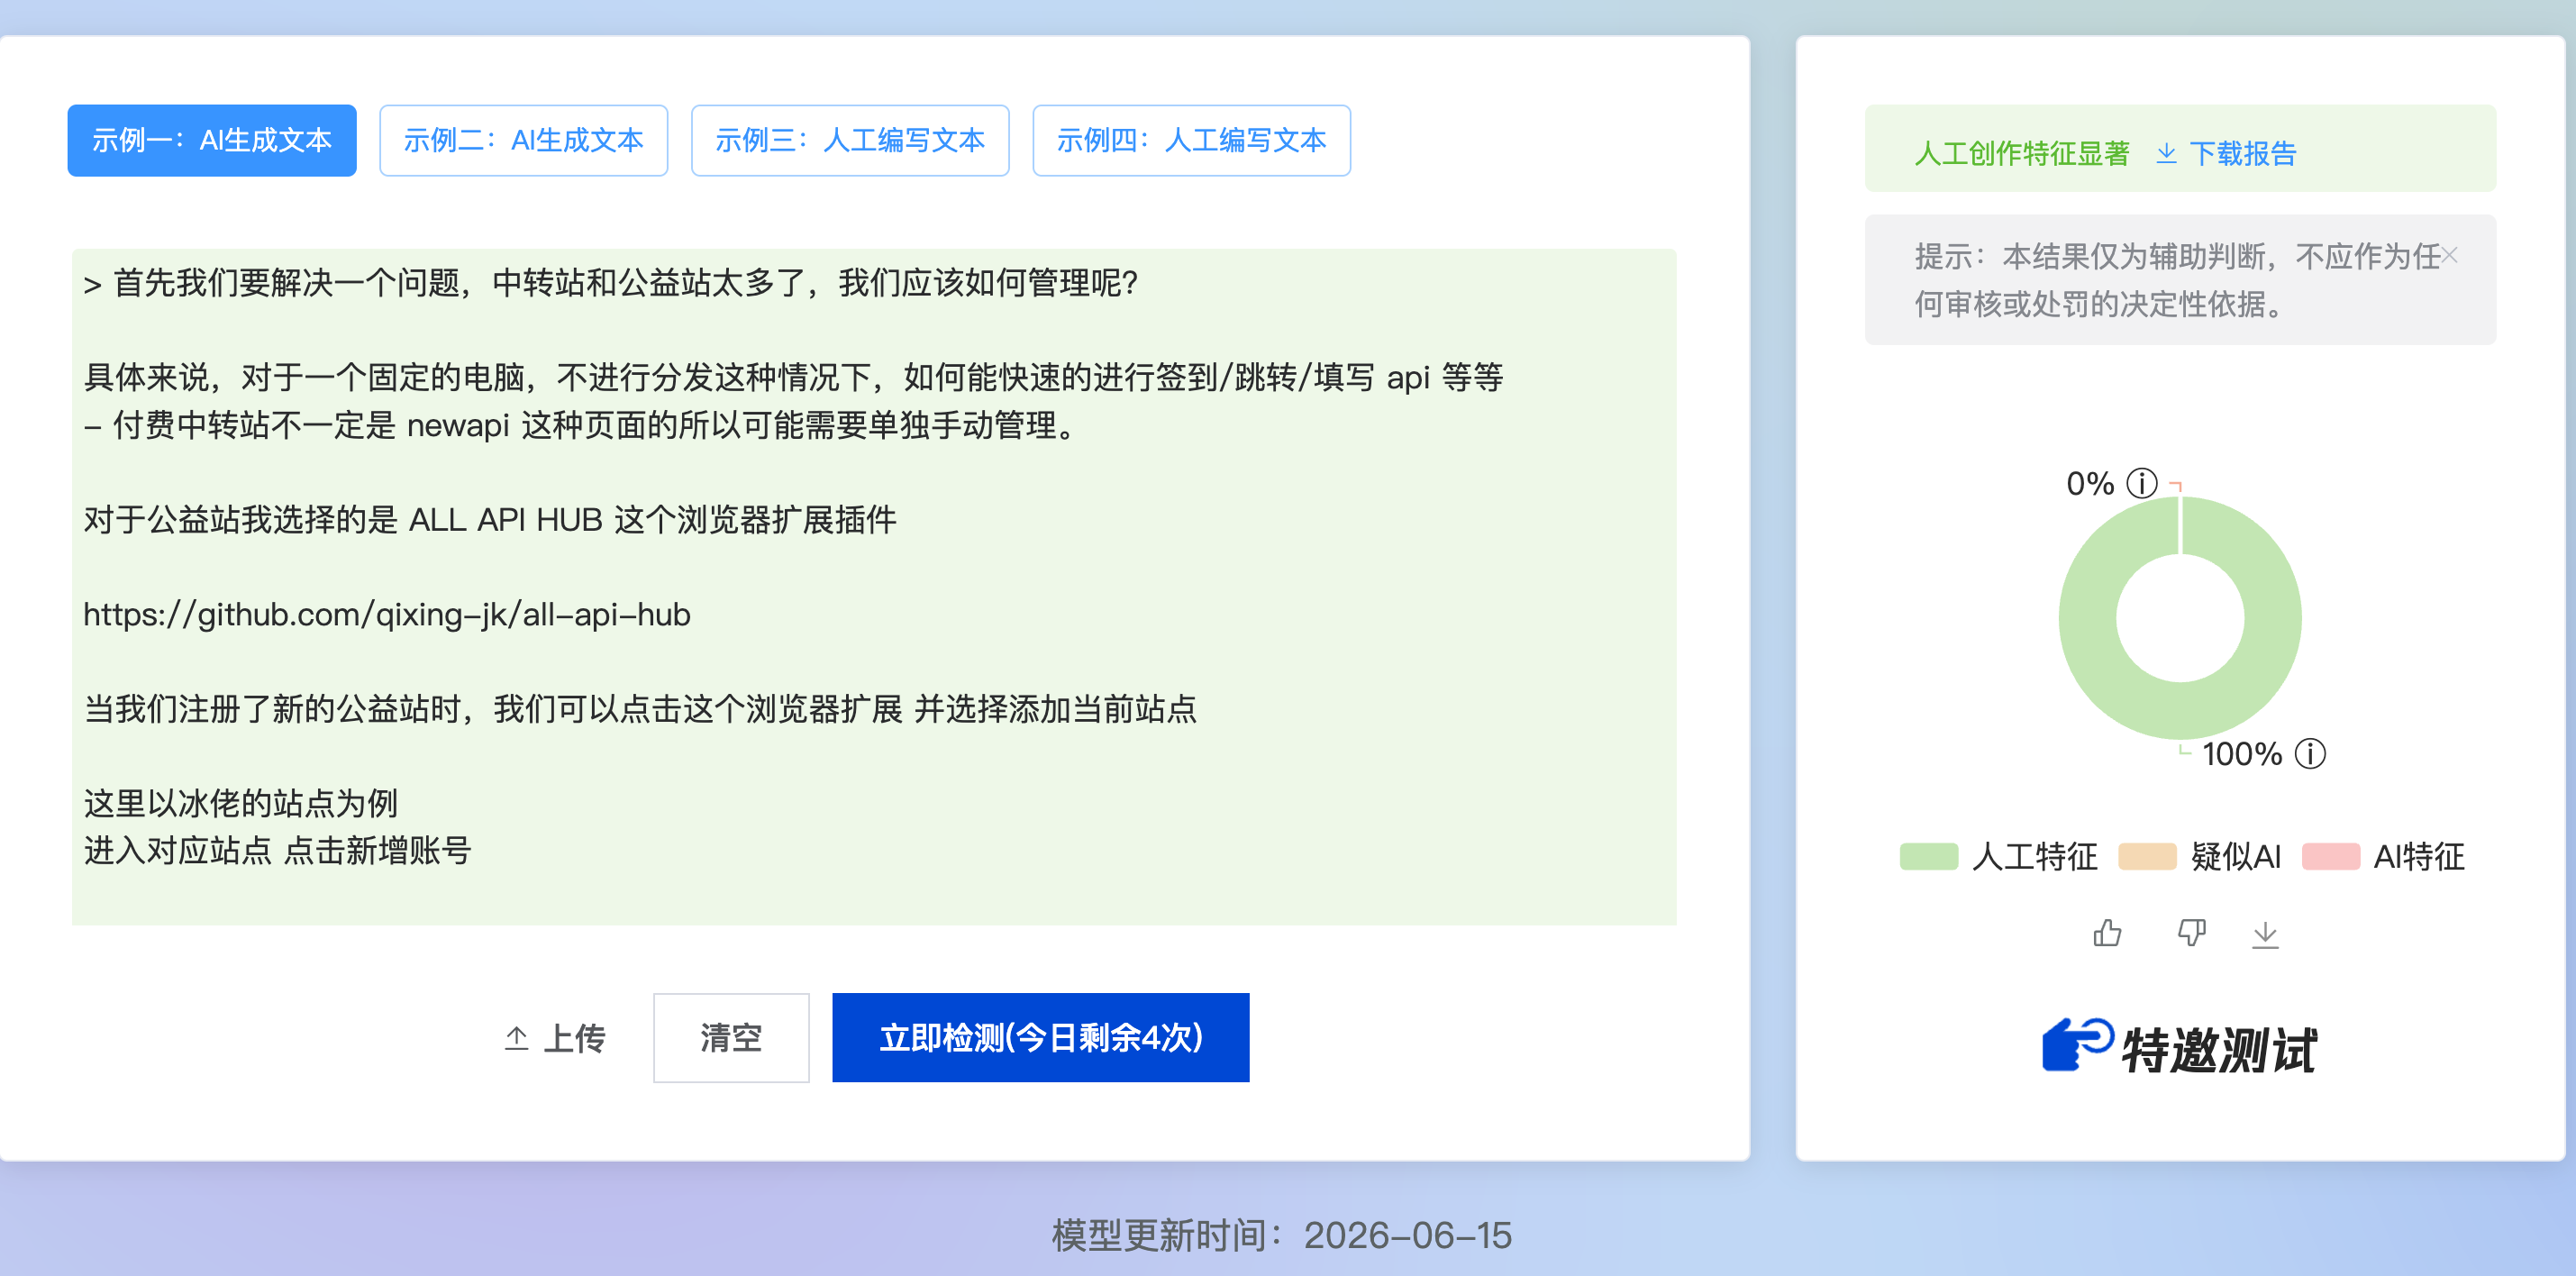 示例一：AI生成文本
示例二：AI生成文本
示例三：人工编写文本
示例四：人工编写文本
> 首先我们要解决一个问题，中转站和公益站太多了，我们应该如何管理呢？
具体来说，对于一个固定的电脑，不进行分发这种情况下，如何能快速的进行签到/跳转/填写 api 等等
- 付费中转站不一定是 newapi 这种页面的所以可能需要单独手动管理。
对于公益站我选择的是 ALL API HUB 这个浏览器扩展插件
https://github.com/qixing-jk/all-api-hub
当我们注册了新的公益站时，我们可以点击这个浏览器扩展 并选择添加当前站点
这里以冰佬的站点为例
进入对应站点 点击新增账号
上传
清空
立即检测(今日剩余4次)
人工创作特征显著
下载报告
提示：本结果仅为辅助判断，不应作为任
何审核或处罚的决定性依据。
0%
100%
人工特征
疑似AI
AI特征
特邀测试
模型更新时间：2026-06-15